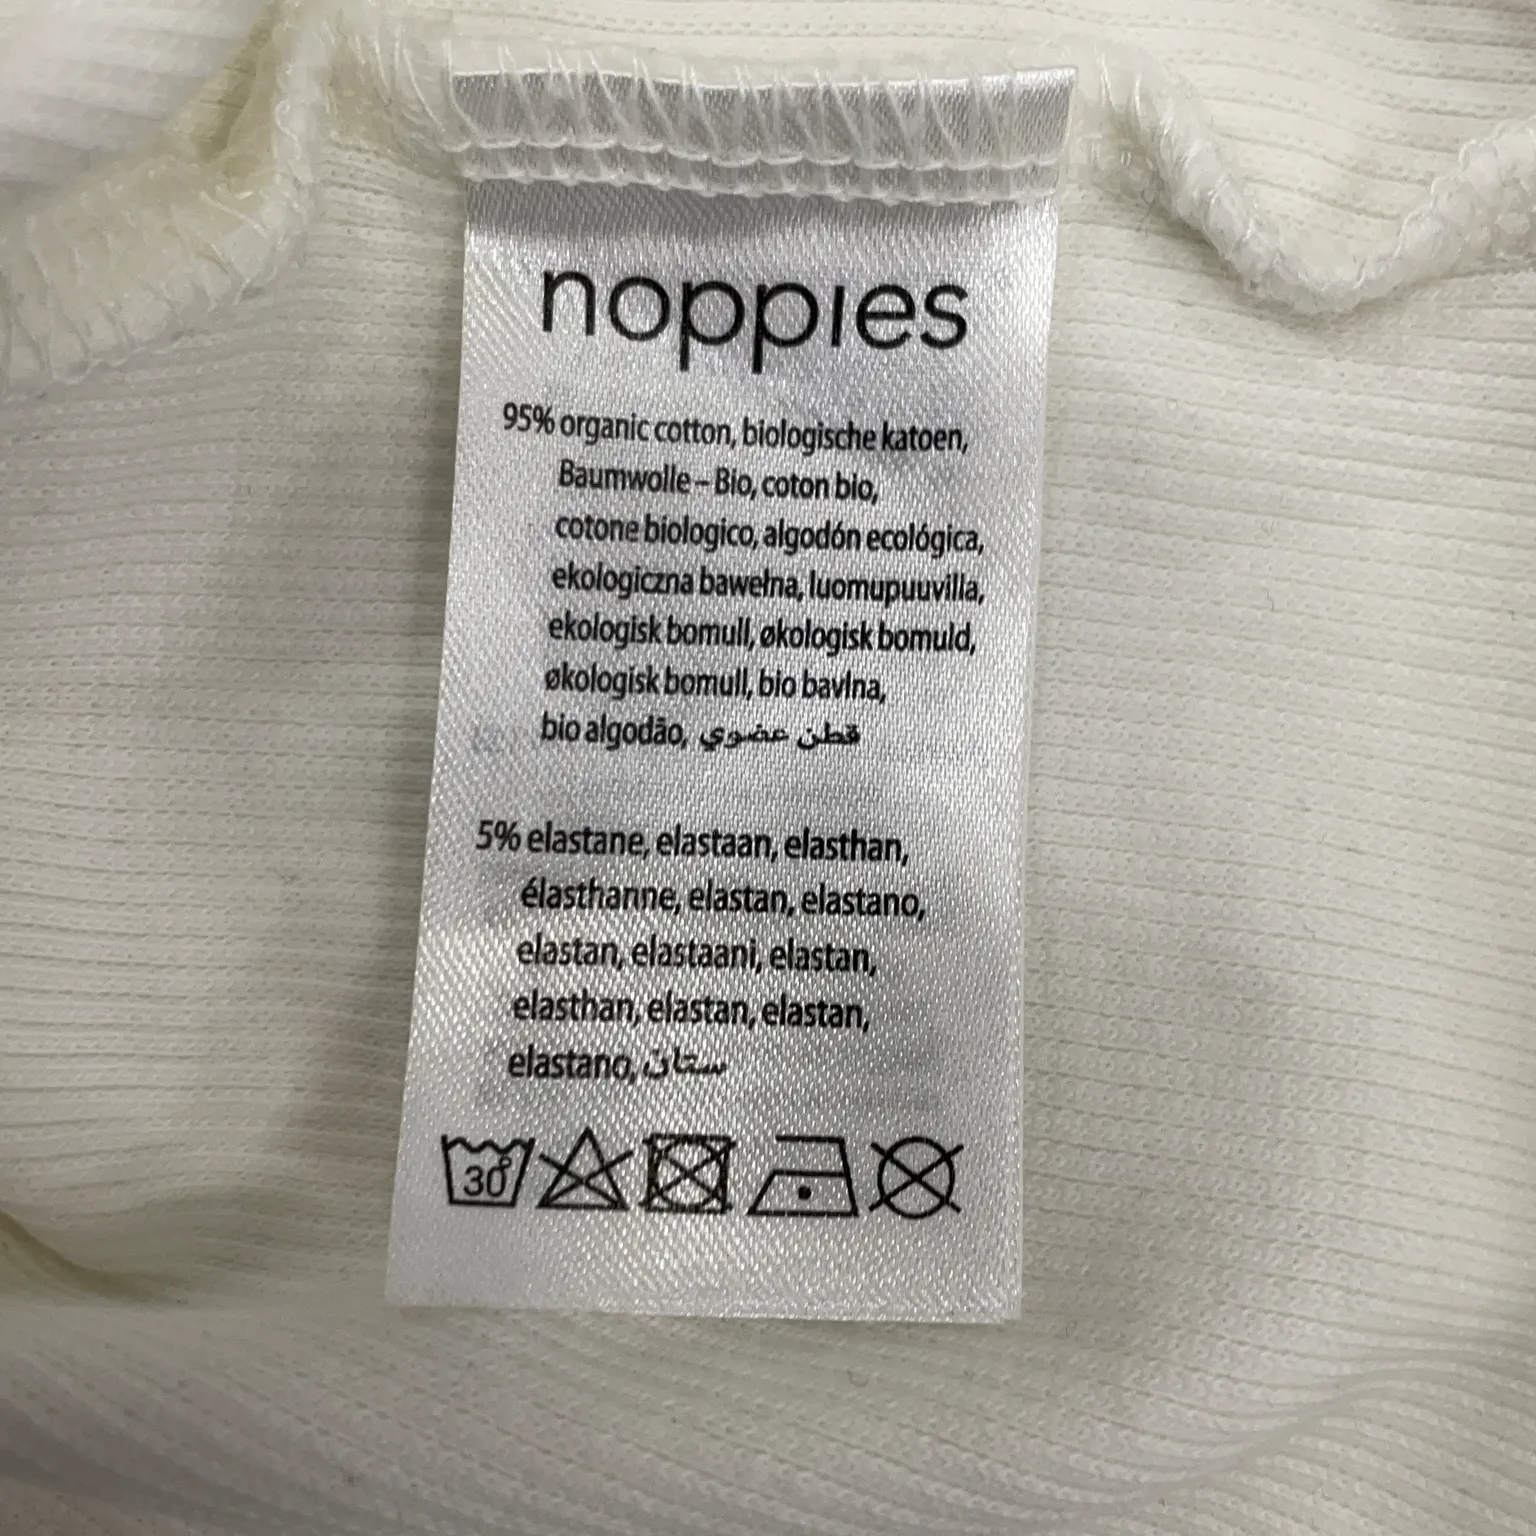 noppies
95% organic cotton, biologische katoen,
Baumwolle – Bio, coton bio,
cotone biologico, algodón ecológica,
ekologiczna bawełna, luomupuuvilla,
ekologisk bomull, økologisk bomuld,
økologisk bomull, bio bavlna,
bio algodão, قطن عضوي
5% elastane, elastaan, elasthan,
élasthanne, elastan, elastano,
elastan, elastaani, elastan,
elasthan, elastan, elastan,
elastano, ستان
30°